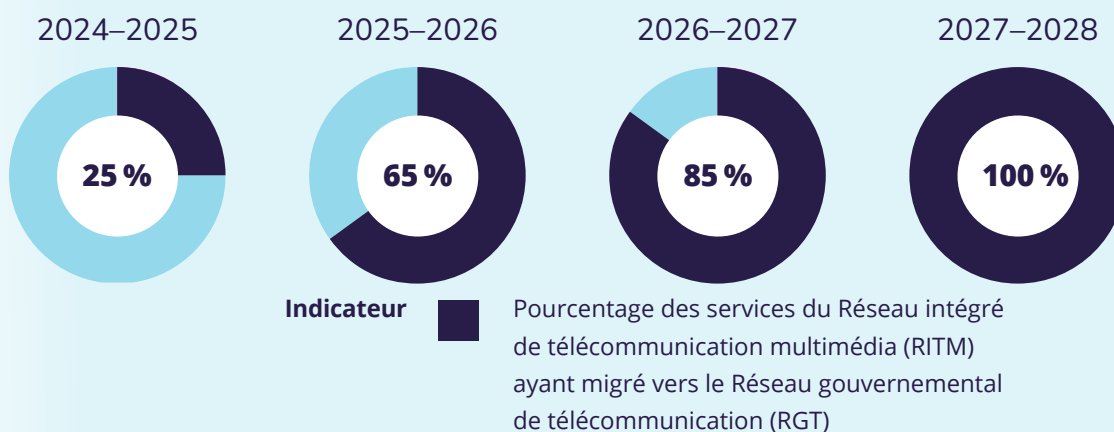 2024–2025 2025–2026 2026–2027 2027–2028
25 % 65 % 85 % 100 %
Indicateur Pourcentage des services du Réseau intégré
de télécommunication multimédia (RITM)
ayant migré vers le Réseau gouvernemental
de télécommunication (RGT)